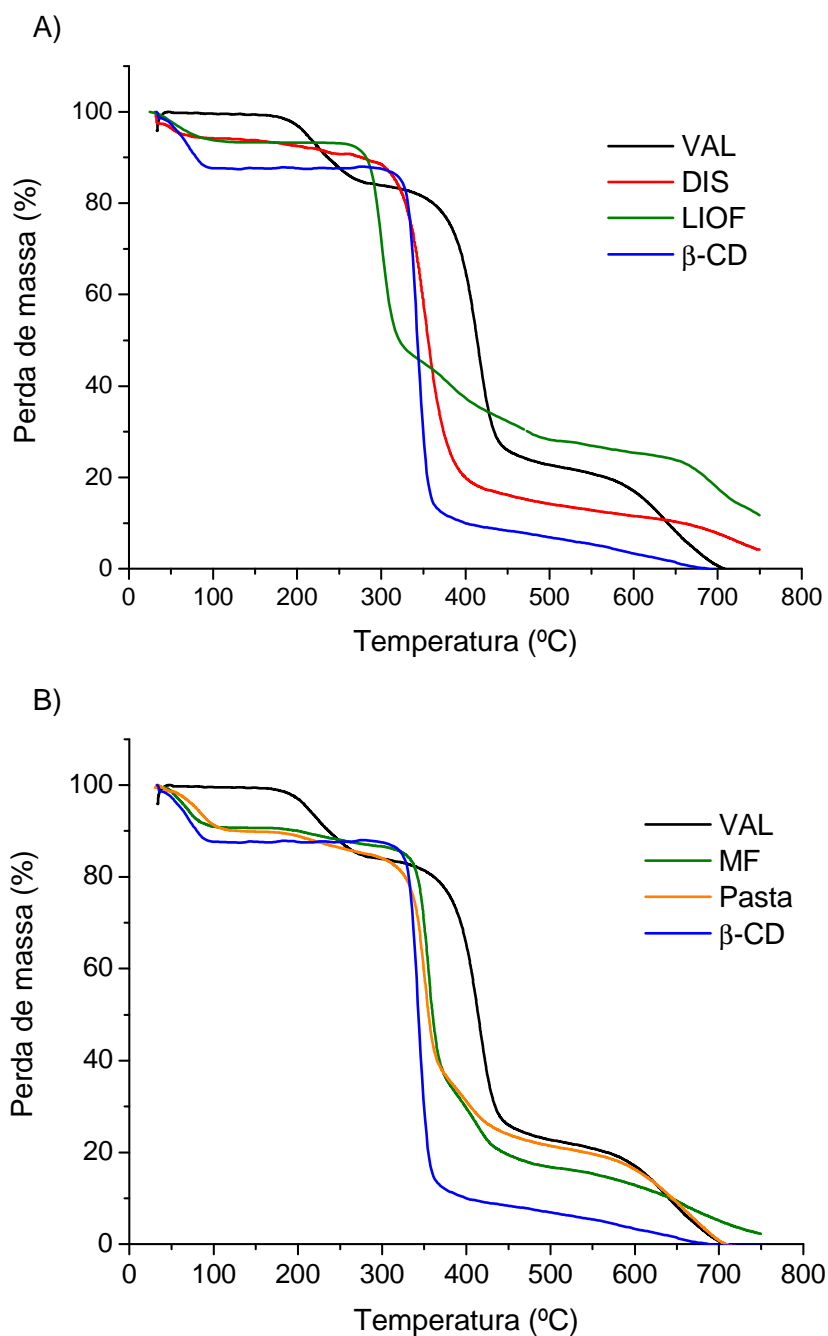 A)
100
80
60
40
20
0
Perda de massa (%)
VAL
DIS
LIOF
β-CD
0 100 200 300 400 500 600 700 800
Temperatura (ºC)
B)
100
80
60
40
20
0
Perda de massa (%)
VAL
MF
Pasta
β-CD
0 100 200 300 400 500 600 700 800
Temperatura (ºC)